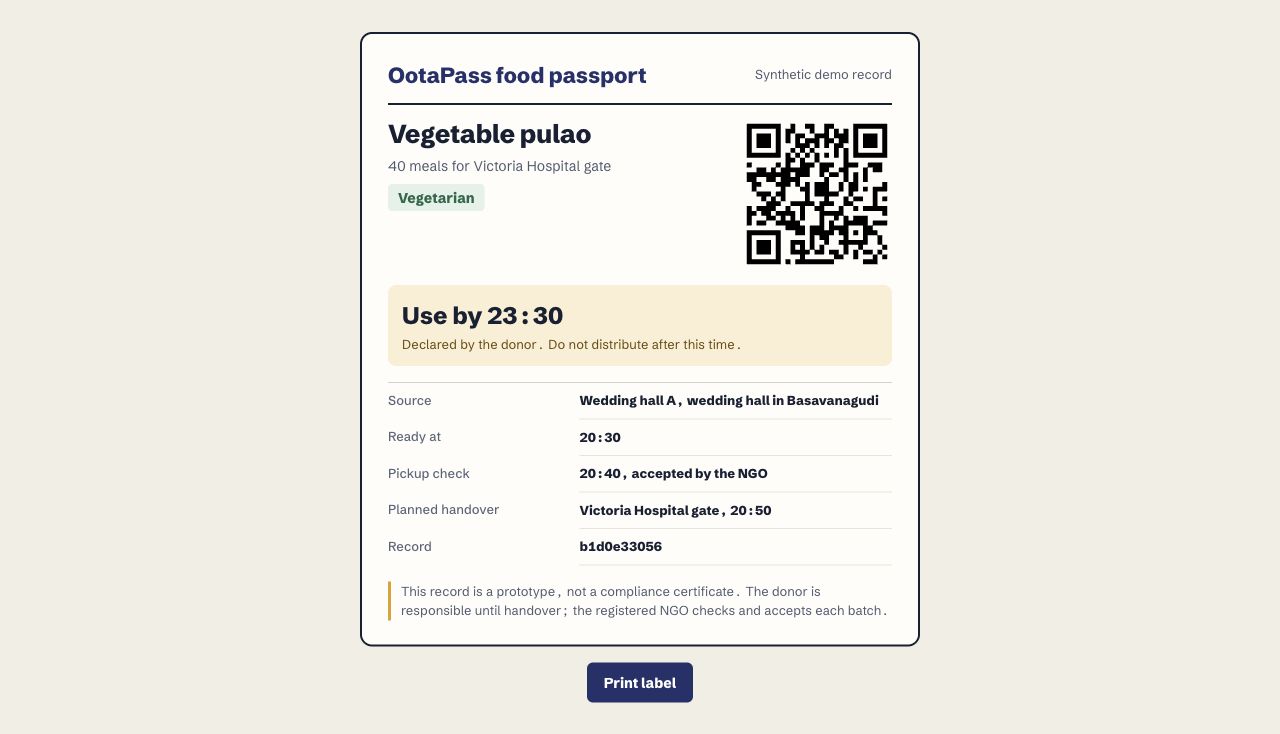 OotaPass food passport
Synthetic demo record
Vegetable pulao
40 meals for Victoria Hospital gate
Vegetarian
Use by 23:30
Declared by the donor. Do not distribute after this time.
Source
Wedding hall A, wedding hall in Basavanagudi
Ready at
20:30
Pickup check
20:40, accepted by the NGO
Planned handover
Victoria Hospital gate, 20:50
Record
b1d0e33056
This record is a prototype, not a compliance certificate. The donor is
responsible until handover; the registered NGO checks and accepts each batch.
Print label